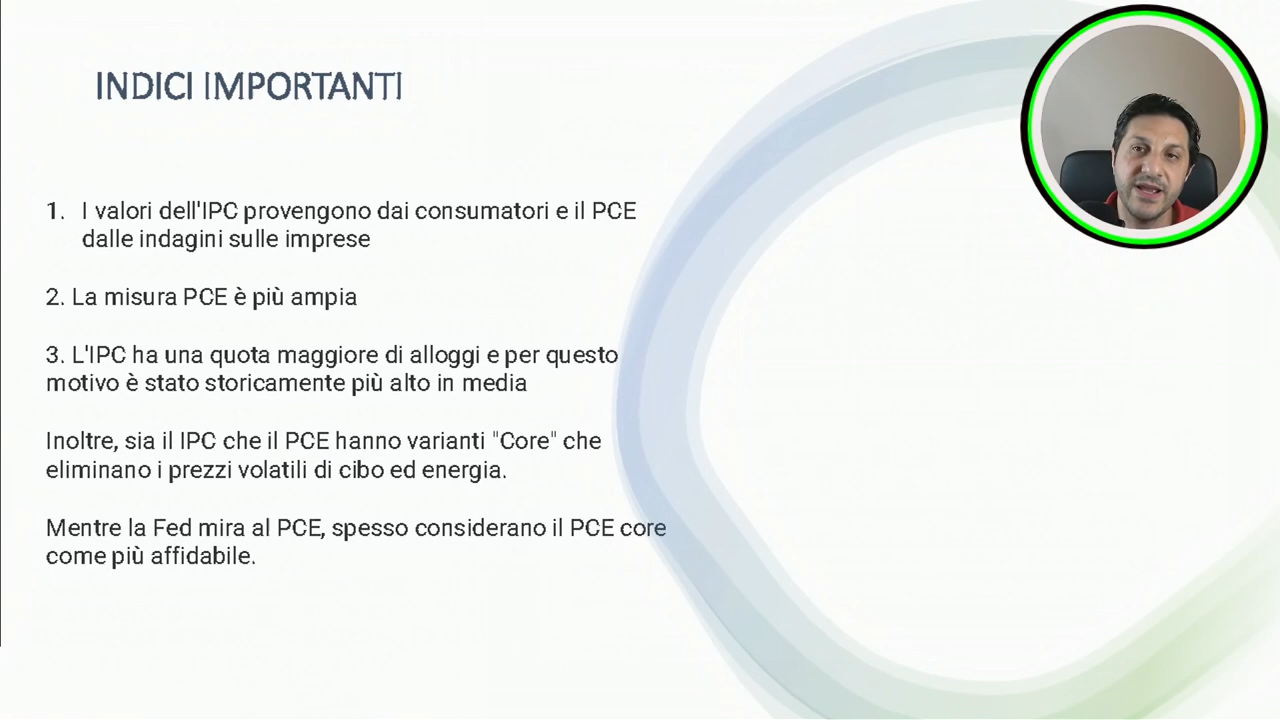 INDICI IMPORTANTI
1. I valori dell'IPC provengono dai consumatori e il PCE
dalle indagini sulle imprese
2. La misura PCE è più ampia
3. L'IPC ha una quota maggiore di alloggi e per questo
motivo è stato storicamente più alto in media
Inoltre, sia il IPC che il PCE hanno varianti "Core" che
eliminano i prezzi volatili di cibo ed energia.
Mentre la Fed mira al PCE, spesso considerano il PCE core
come più affidabile.